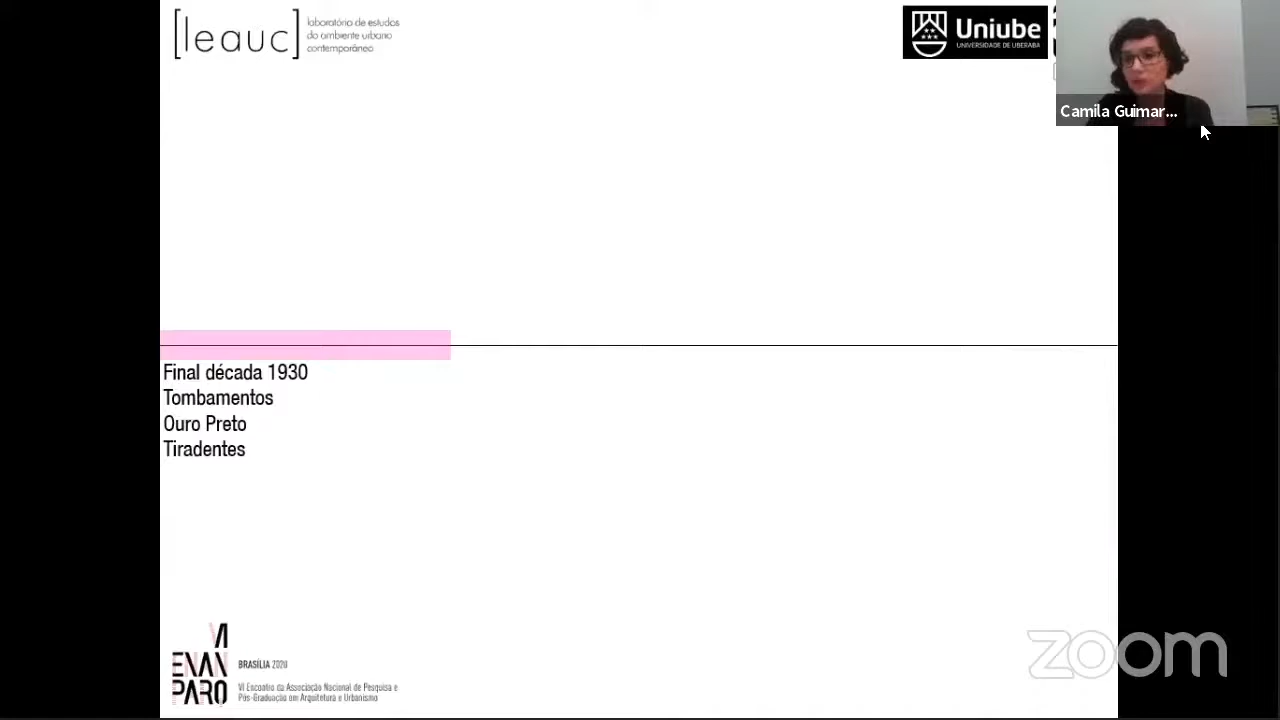 [leauc]
laboratório de estudos
do ambiente urbano
contemporâneo
Uniube
UNIVERSIDADE DE UBERABA
Camila Guimar...
Final década 1930
Tombamentos
Ouro Preto
Tiradentes
VI
ENAN
PARQ
BRASÍLIA 2020
VI Encontro da Associação Nacional de Pesquisa e
Pós-Graduação em Arquitetura e Urbanismo
zoom